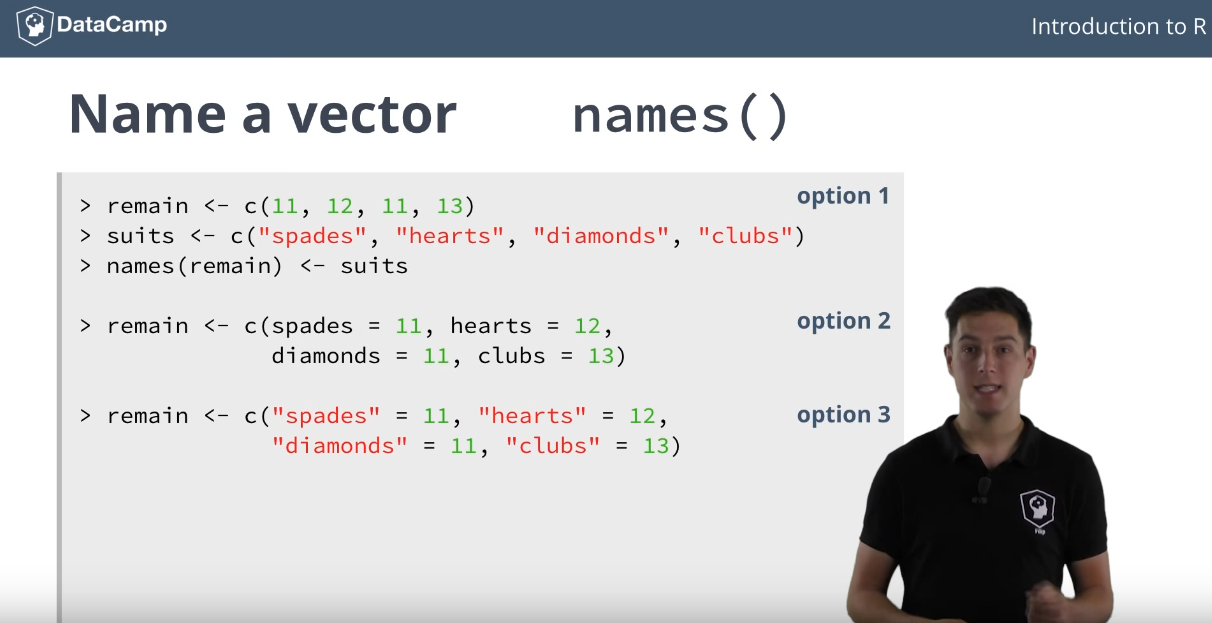 DataCamp
Introduction to R
Name a vector names()
> remain <- c(11, 12, 11, 13)
option 1
> suits <- c("spades", "hearts", "diamonds", "clubs")
> names(remain) <- suits
> remain <- c(spades = 11, hearts = 12,
option 2
diamonds = 11, clubs = 13)
> remain <- c("spades" = 11, "hearts" = 12,
option 3
"diamonds" = 11, "clubs" = 13)